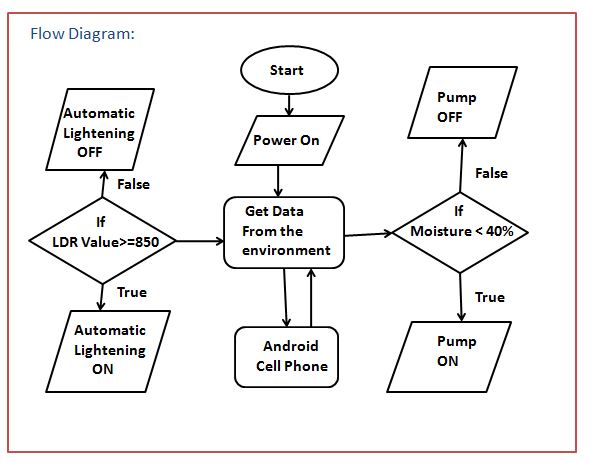 Flow Diagram:
Start
Power On
Automatic
Lightening
OFF
False
If
LDR Value>=850
True
Automatic
Lightening
ON
Get Data
From the
environment
Android
Cell Phone
Pump
OFF
False
If
Moisture < 40%
True
Pump
ON